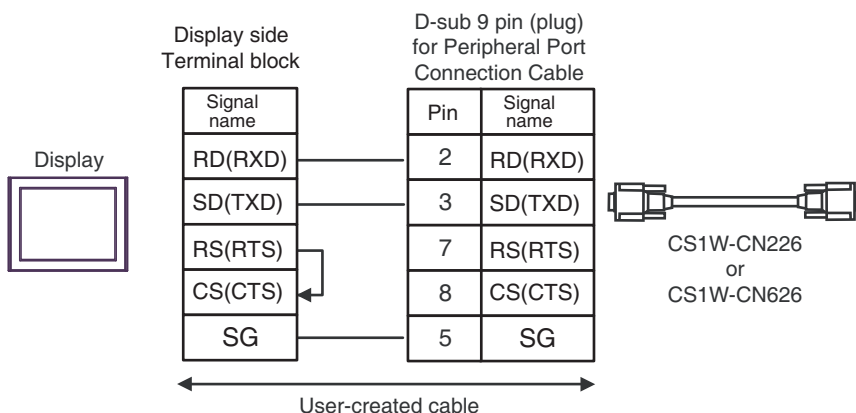 Display side
Terminal block
D-sub 9 pin (plug)
for Peripheral Port
Connection Cable
Signal
name
Pin
Signal
name
Display
RD(RXD)
2
RD(RXD)
SD(TXD)
3
SD(TXD)
RS(RTS)
7
RS(RTS)
CS(CTS)
8
CS(CTS)
SG
5
SG
CS1W-CN226
or
CS1W-CN626
User-created cable